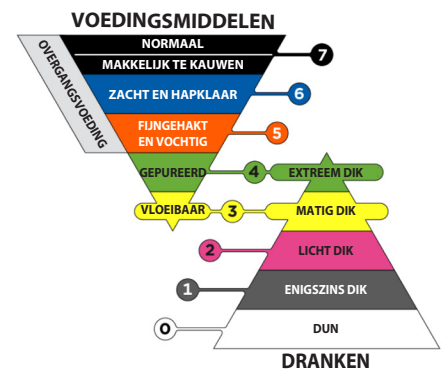 VOEDINGSMIDDELEN
OVERGANGSVOEDING
NORMAAL
MAKKELIJK TE KAUWEN
7
ZACHT EN HAPKLAAR
6
FIJNGEHAKT
EN VOCHTIG
5
GEPUREERD
4
EXTREEM DIK
VLOEIBAAR
3
MATIG DIK
2
LICHT DIK
1
ENIGSZINS DIK
0
DUN
DRANKEN